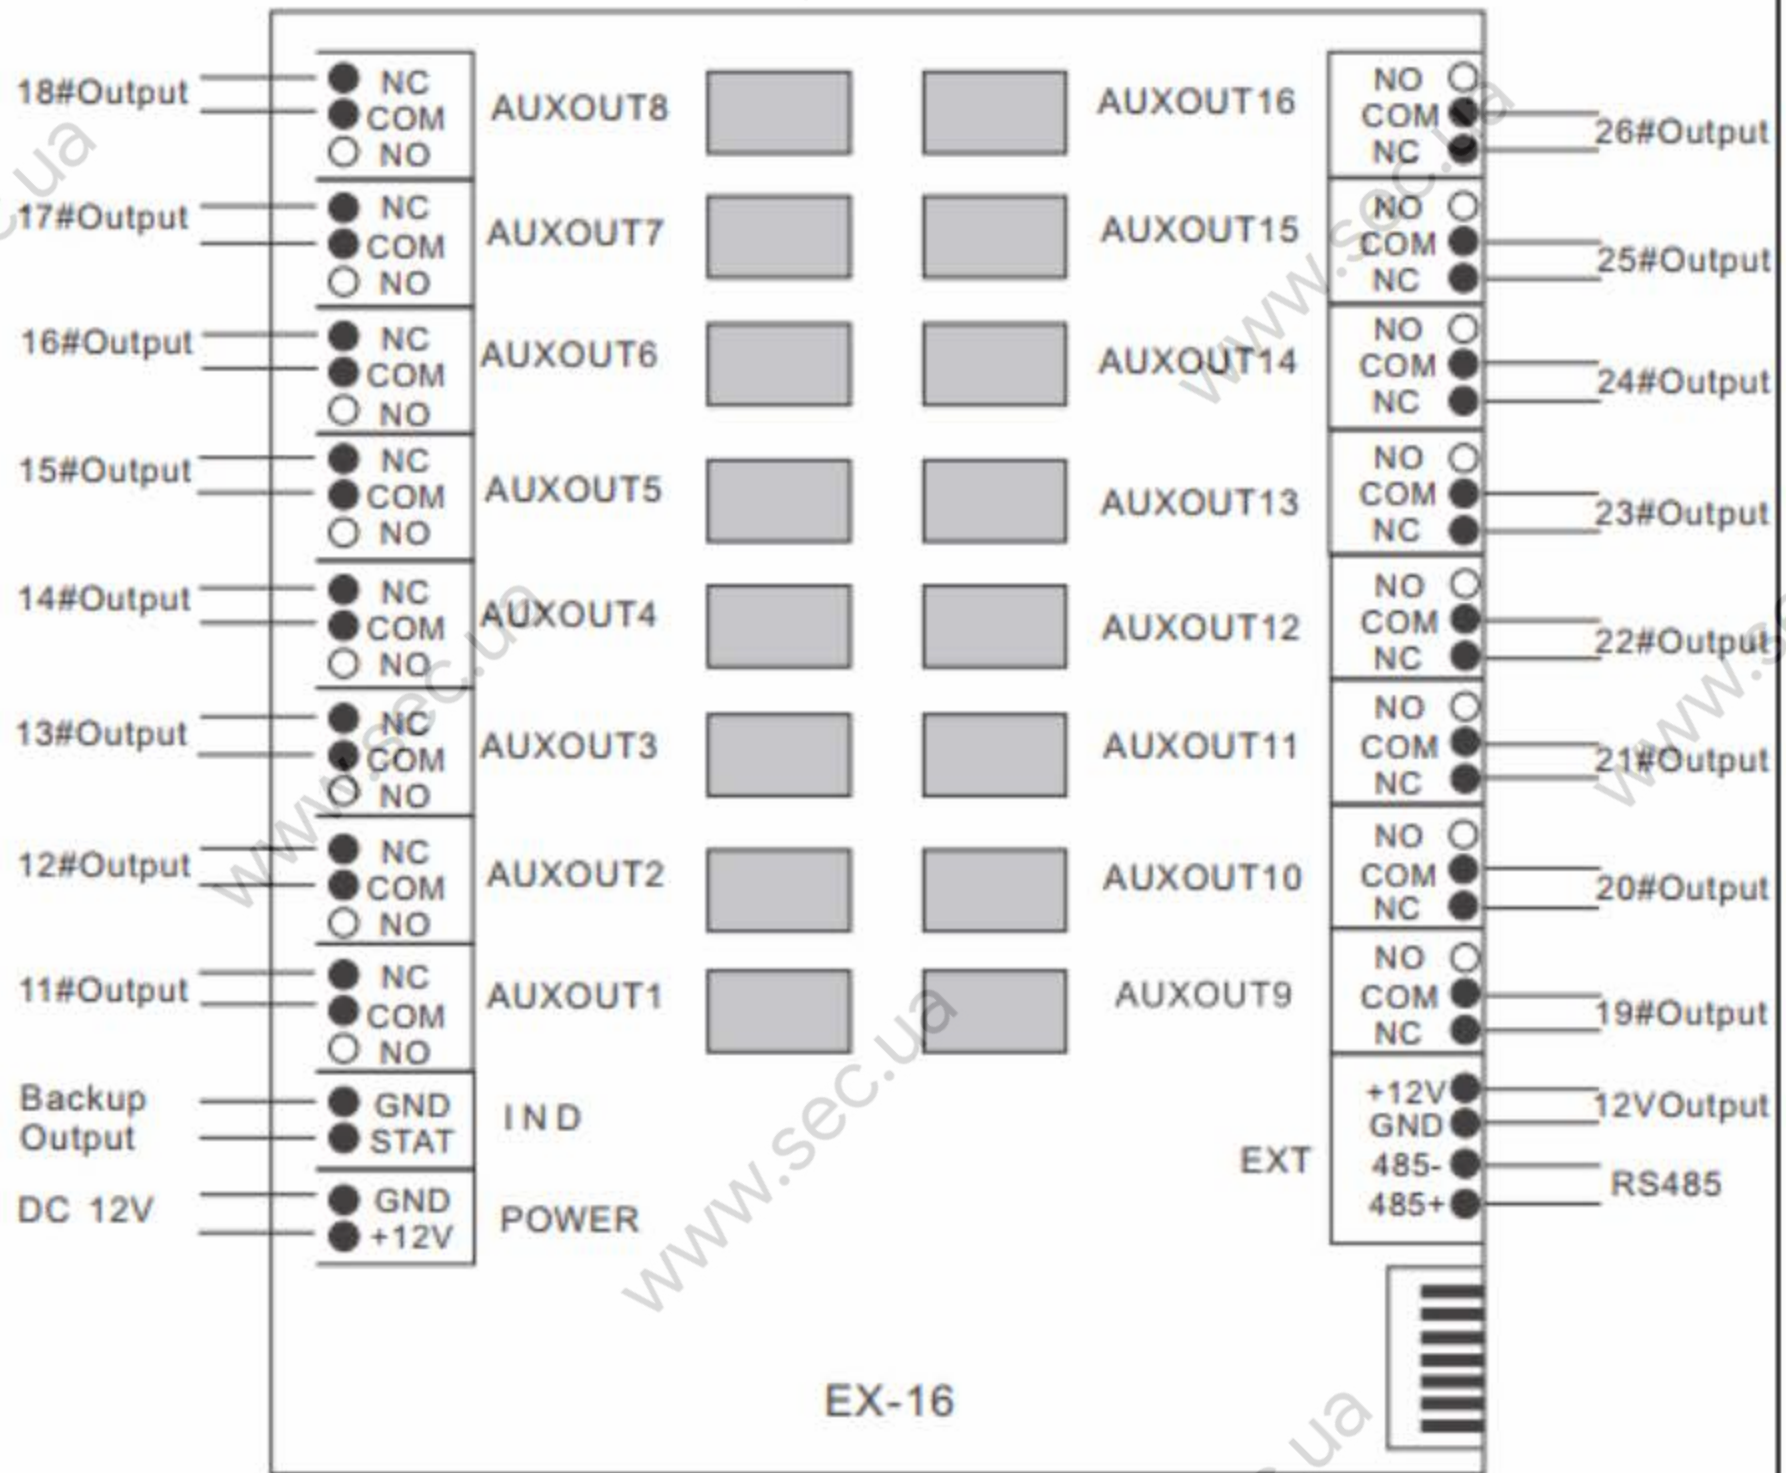 18#Output
NC
COM
NO
AUXOUT8
AUXOUT16
NO
COM
NC
26#Output
17#Output
NC
COM
NO
AUXOUT7
AUXOUT15
NO
COM
NC
25#Output
16#Output
NC
COM
NO
AUXOUT6
AUXOUT14
NO
COM
NC
24#Output
15#Output
NC
COM
NO
AUXOUT5
AUXOUT13
NO
COM
NC
23#Output
14#Output
NC
COM
NO
AUXOUT4
AUXOUT12
NO
COM
NC
22#Output
13#Output
NC
COM
NO
AUXOUT3
AUXOUT11
NO
COM
NC
21#Output
12#Output
NC
COM
NO
AUXOUT2
AUXOUT10
NO
COM
NC
20#Output
11#Output
NC
COM
NO
AUXOUT1
AUXOUT9
NO
COM
NC
19#Output
Backup
Output
GND
STAT
IND
EXT
+12V
GND
485-
485+
12VOutput
RS485
DC 12V
GND
+12V
POWER
EX-16
www.sec.ua
www.sec.ua
www.sec.ua